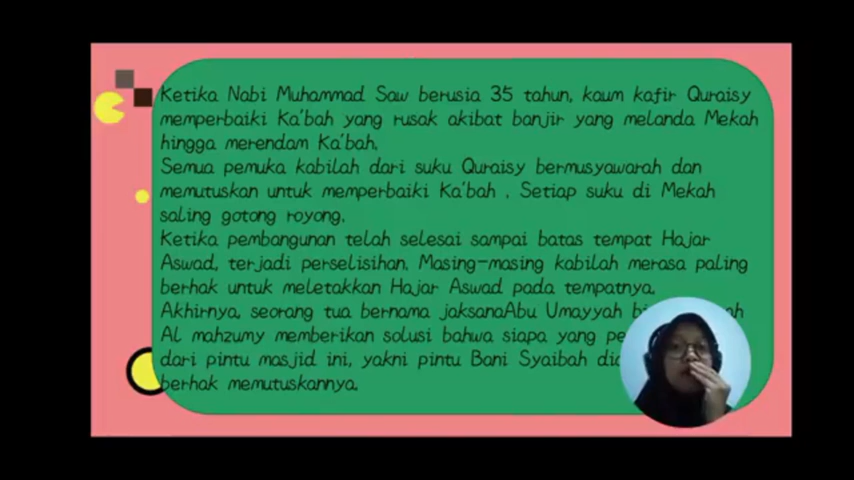 Ketika Nabi Muhammad Saw berusia 35 tahun, kaum kafir Quraisy
memperbaiki Ka'bah yang rusak akibat banjir yang melanda Mekah
hingga merendam Ka'bah.
Semua pemuka kabilah dari suku Quraisy bermusyawarah dan
memutuskan untuk memperbaiki Ka'bah . Setiap suku di Mekah
saling gotong royong.
Ketika pembangunan telah selesai sampai batas tempat Hajar
Aswad, terjadi perselisihan. Masing-masing kabilah merasa paling
berhak untuk meletakkan Hajar Aswad pada tempatnya.
Akhirnya, seorang tua bernama jaksanaAbu Umayyah
Al mahzumy memberikan solusi bahwa siapa yang
dari pintu masjid ini, yakni pintu Bani Syaibah
berhak memutuskannya.